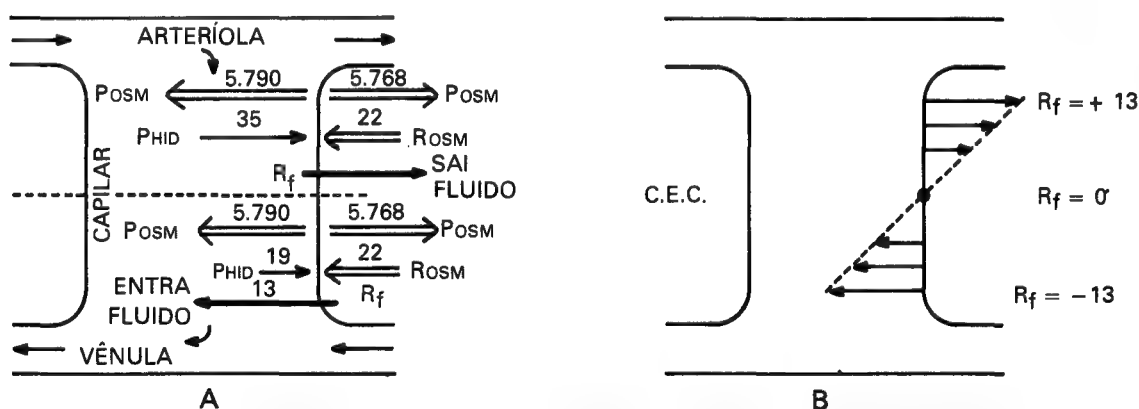 ARTERÍOLA
5.790 5.768
POSM POSM
35 22
PHID ROSM
Rf SAI FLUIDO
CAPILAR
5.790 5.768
POSM POSM
19 22
PHID ROSM
13 Rf
ENTRA FLUIDO
VÊNULA
A
Rf = + 13
C.E.C. Rf = 0
Rf = −13
B